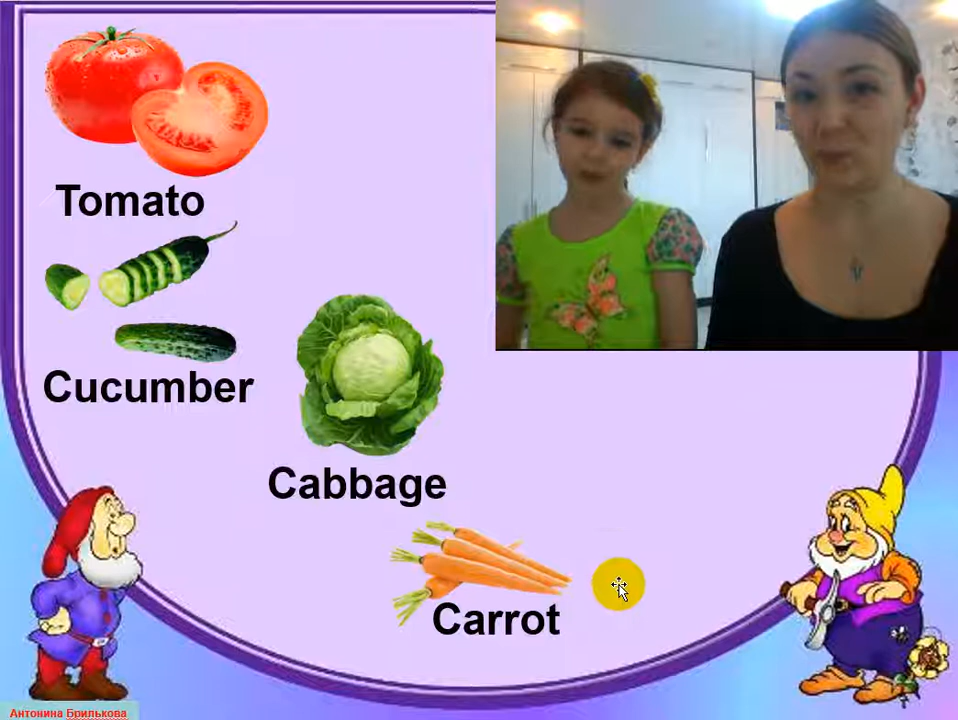 Tomato
Cucumber
Cabbage
Carrot
Антонина Брилькова